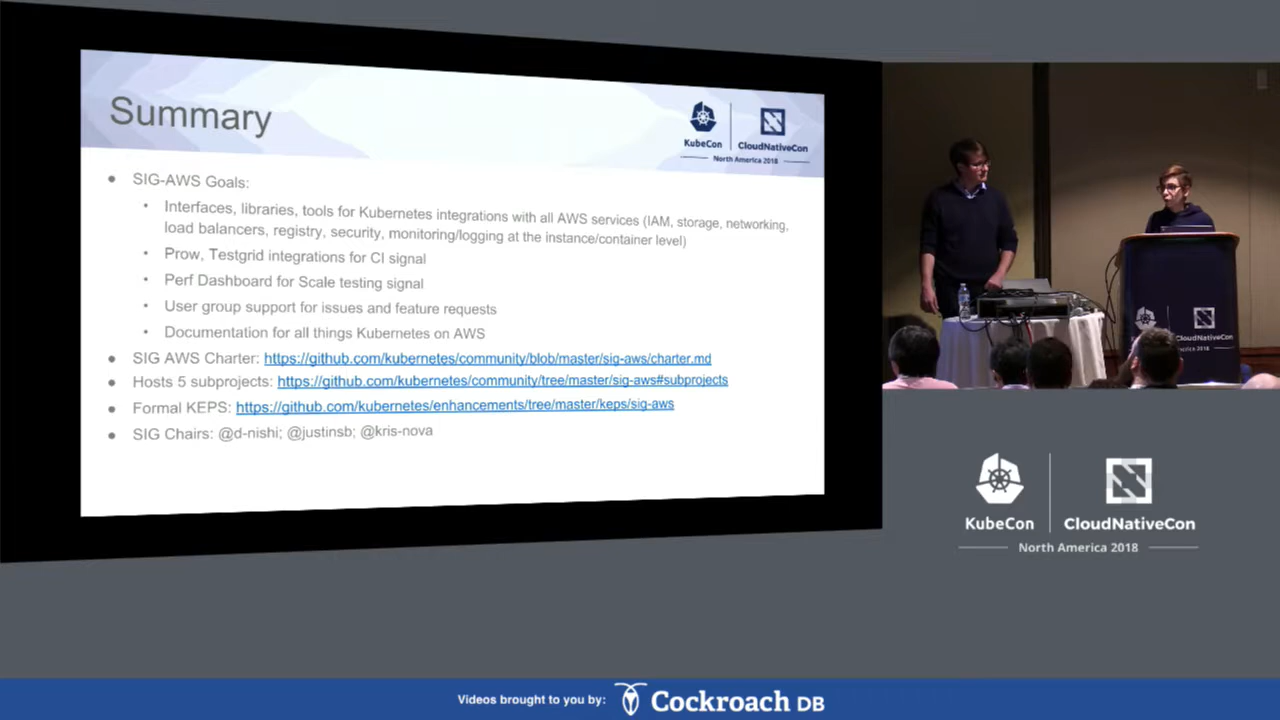 Summary
KubeCon
CloudNativeCon
North America 2018
SIG-AWS Goals:
Interfaces, libraries, tools for Kubernetes integrations with all AWS services (IAM, storage, networking,
load balancers, registry, security, monitoring/logging at the instance/container level)
Prow, Testgrid integrations for CI signal
Perf Dashboard for Scale testing signal
User group support for issues and feature requests
Documentation for all things Kubernetes on AWS
SIG AWS Charter: https://github.com/kubernetes/community/blob/master/sig-aws/charter.md
Hosts 5 subprojects: https://github.com/kubernetes/community/tree/master/sig-aws#subprojects
Formal KEPS: https://github.com/kubernetes/enhancements/tree/master/keps/sig-aws
SIG Chairs: @d-nishi; @justinsb; @kris-nova
CloudNativeCon
2018
KubeCon
CloudNativeCon
North America 2018
Videos brought to you by:
Cockroach DB